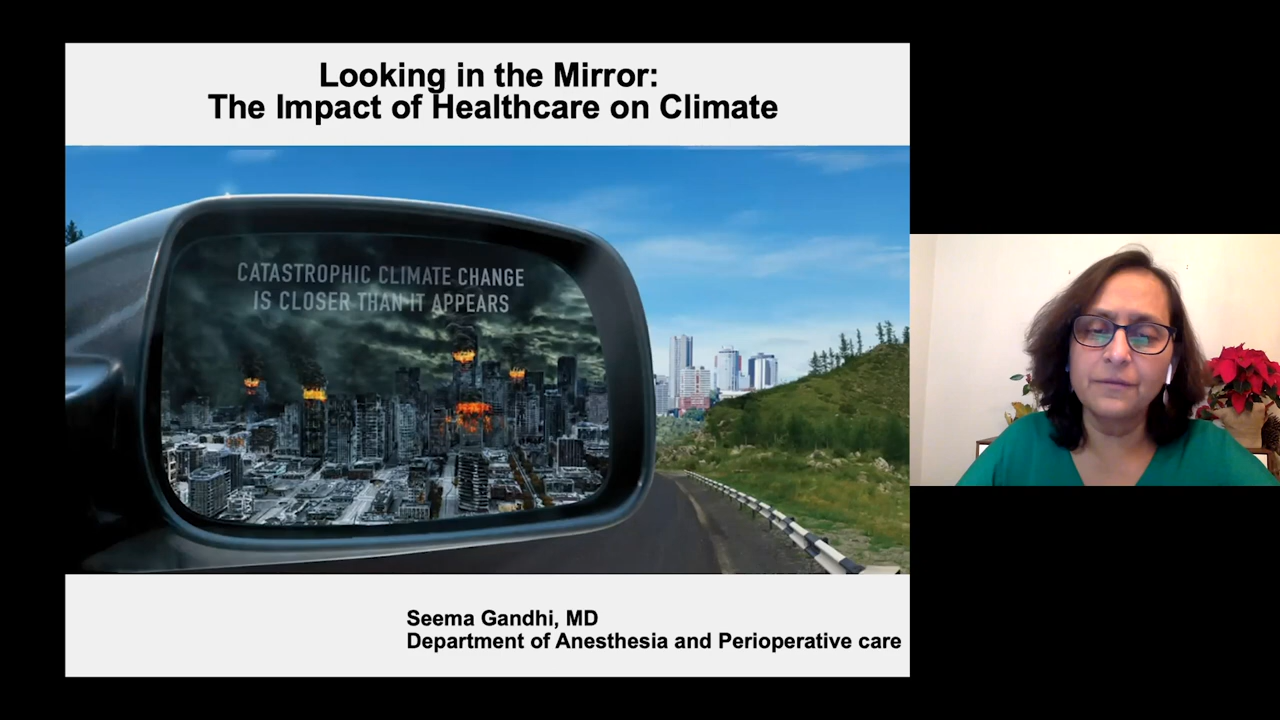 Looking in the Mirror:
The Impact of Healthcare on Climate
CATASTROPHIC CLIMATE CHANGE
IS CLOSER THAN IT APPEARS
Seema Gandhi, MD
Department of Anesthesia and Perioperative care